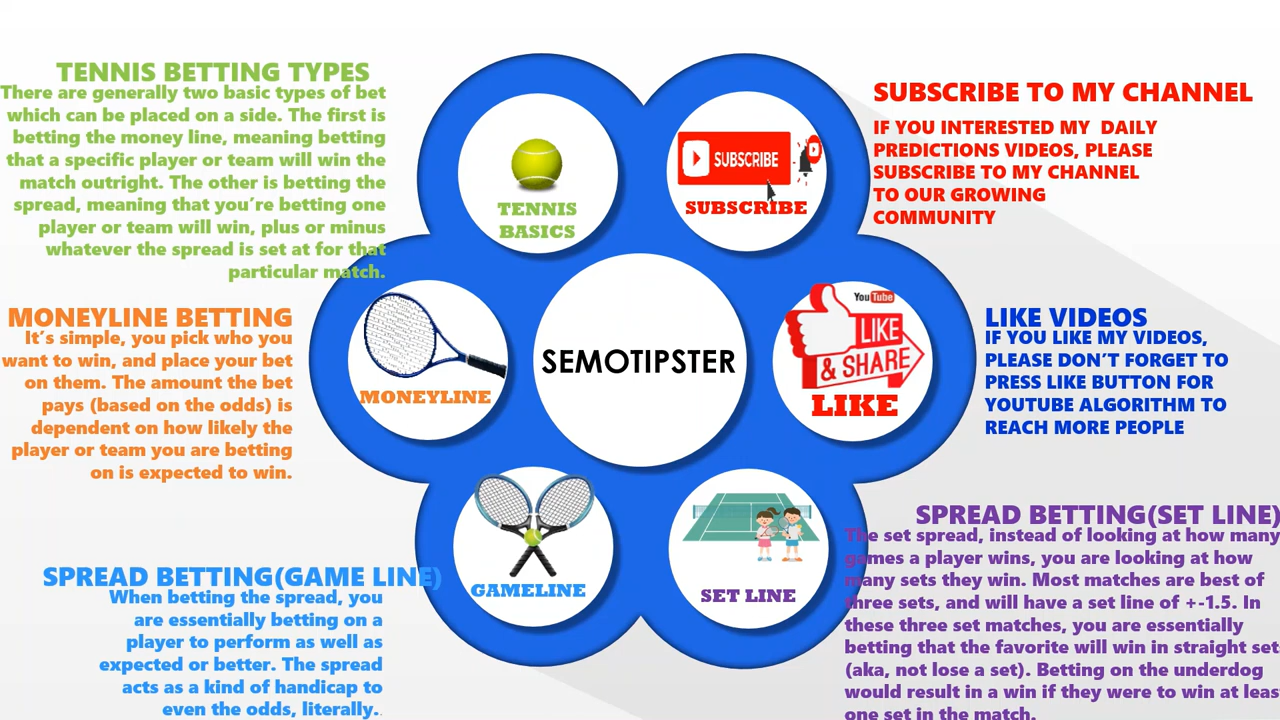 TENNIS BETTING TYPES
There are generally two basic types of bet
which can be placed on a side. The first is
betting the money line, meaning betting
that a specific player or team will win the
match outright. The other is betting the
spread, meaning that you're betting one
player or team will win, plus or minus
whatever the spread is set at for that
particular match.
MONEYLINE BETTING
It's simple, you pick who you
want to win, and place your bet
on them. The amount the bet
pays (based on the odds) is
dependent on how likely the
player or team you are betting
on is expected to win.
SPREAD BETTING(GAME LINE)
When betting the spread, you
are essentially betting on a
player to perform as well as
expected or better. The spread
acts as a kind of handicap to
even the odds, literally.
TENNIS
BASICS
SUBSCRIBE
SUBSCRIBE
MONEYLINE
SEMOTIPSTER
YouTube
LIKE
& SHARE
LIKE
GAMELINE
SET LINE
SUBSCRIBE TO MY CHANNEL
IF YOU INTERESTED MY DAILY
PREDICTIONS VIDEOS, PLEASE
SUBSCRIBE TO MY CHANNEL
TO OUR GROWING
COMMUNITY
LIKE VIDEOS
IF YOU LIKE MY VIDEOS,
PLEASE DON'T FORGET TO
PRESS LIKE BUTTON FOR
YOUTUBE ALGORITHM TO
REACH MORE PEOPLE
SPREAD BETTING(SET LINE)
The set spread, instead of looking at how many
games a player wins, you are looking at how
many sets they win. Most matches are best of
three sets, and will have a set line of +-1.5. In
these three set matches, you are essentially
betting that the favorite will win in straight set
(aka, not lose a set). Betting on the underdog
would result in a win if they were to win at leas
one set in the match.